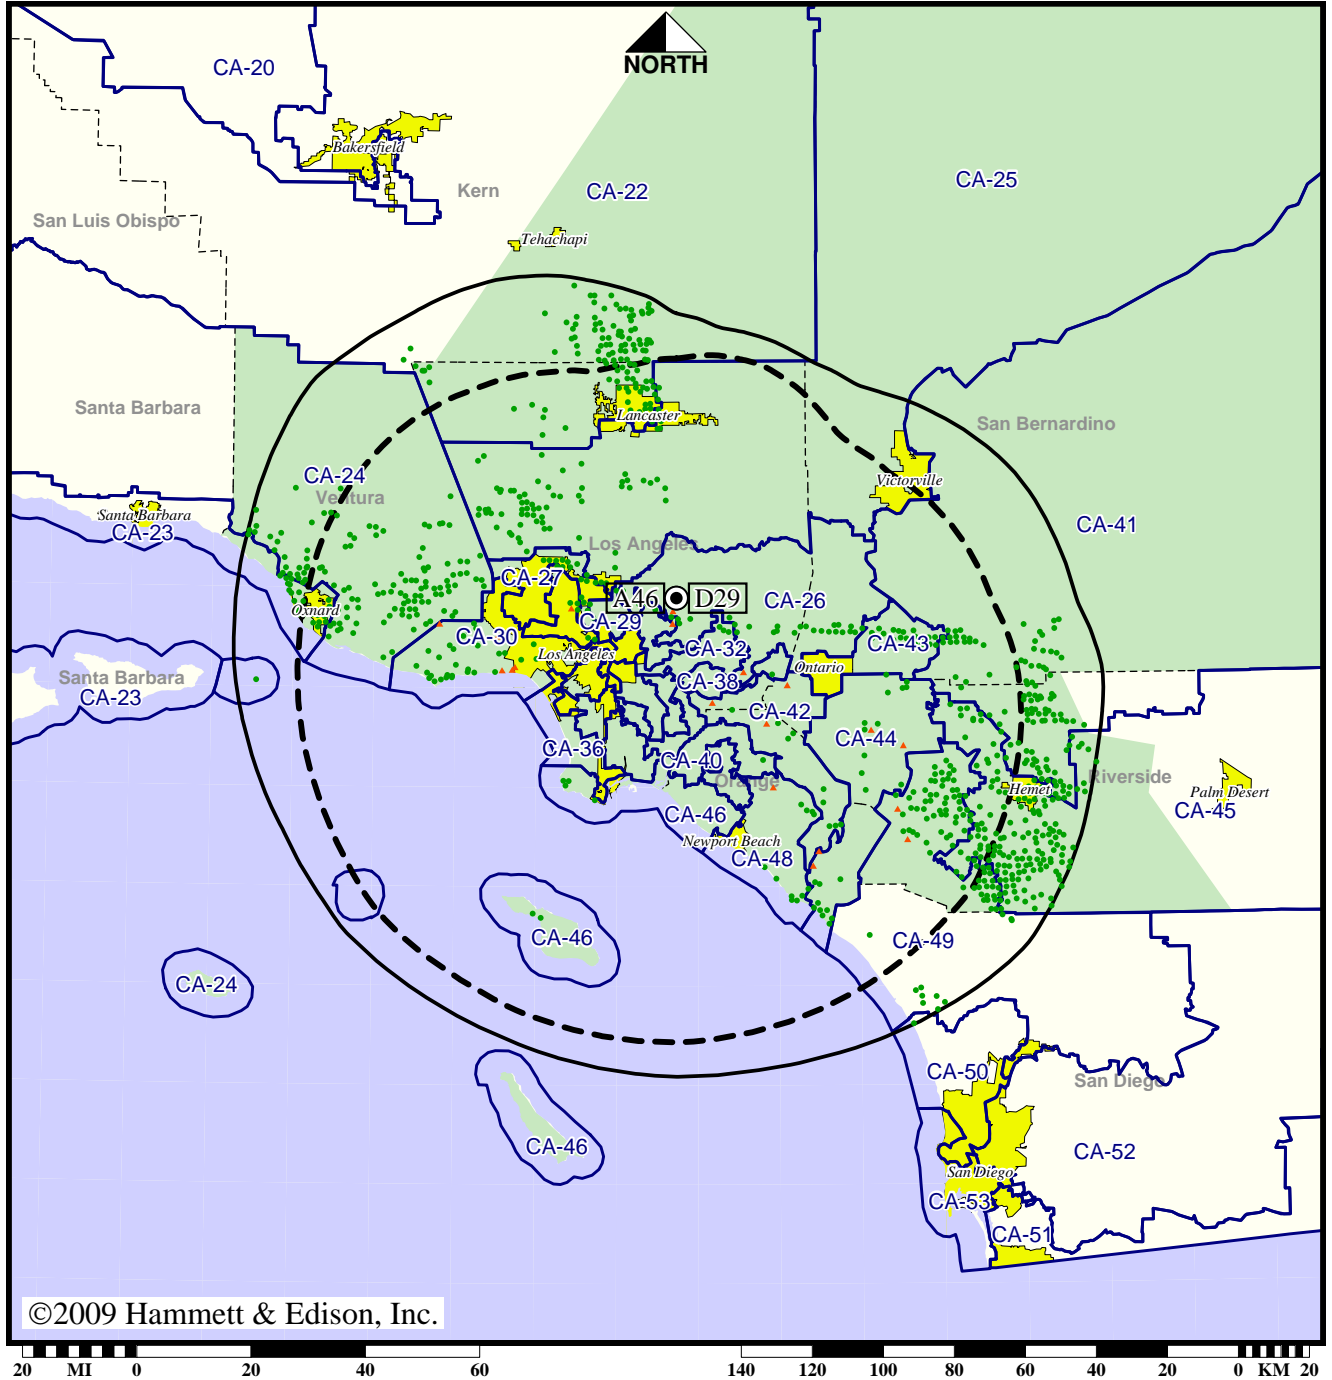 NORTH
CA-20
Bakersfield
Kern
CA-22
CA-25
San Luis Obispo
Tehachapi
Santa Barbara
Lancaster
San Bernardino
CA-24
Ventura
Victorville
Santa Barbara
CA-23
CA-41
Los Angeles
CA-27
A46
D29
CA-26
Oxnard
CA-30
CA-29
Los Angeles
CA-32
CA-43
Ontario
Santa Barbara
CA-23
CA-38
CA-42
CA-44
CA-36
CA-40
Orange
Hemet
Riverside
Palm Desert
CA-45
CA-46
Newport Beach
CA-48
CA-46
CA-49
CA-24
CA-50
San Diego
CA-46
CA-52
San Diego
CA-53
CA-51
©2009 Hammett & Edison, Inc.
20 MI 0 20 40 60
140 120 100 80 60 40 20 0 KM 20